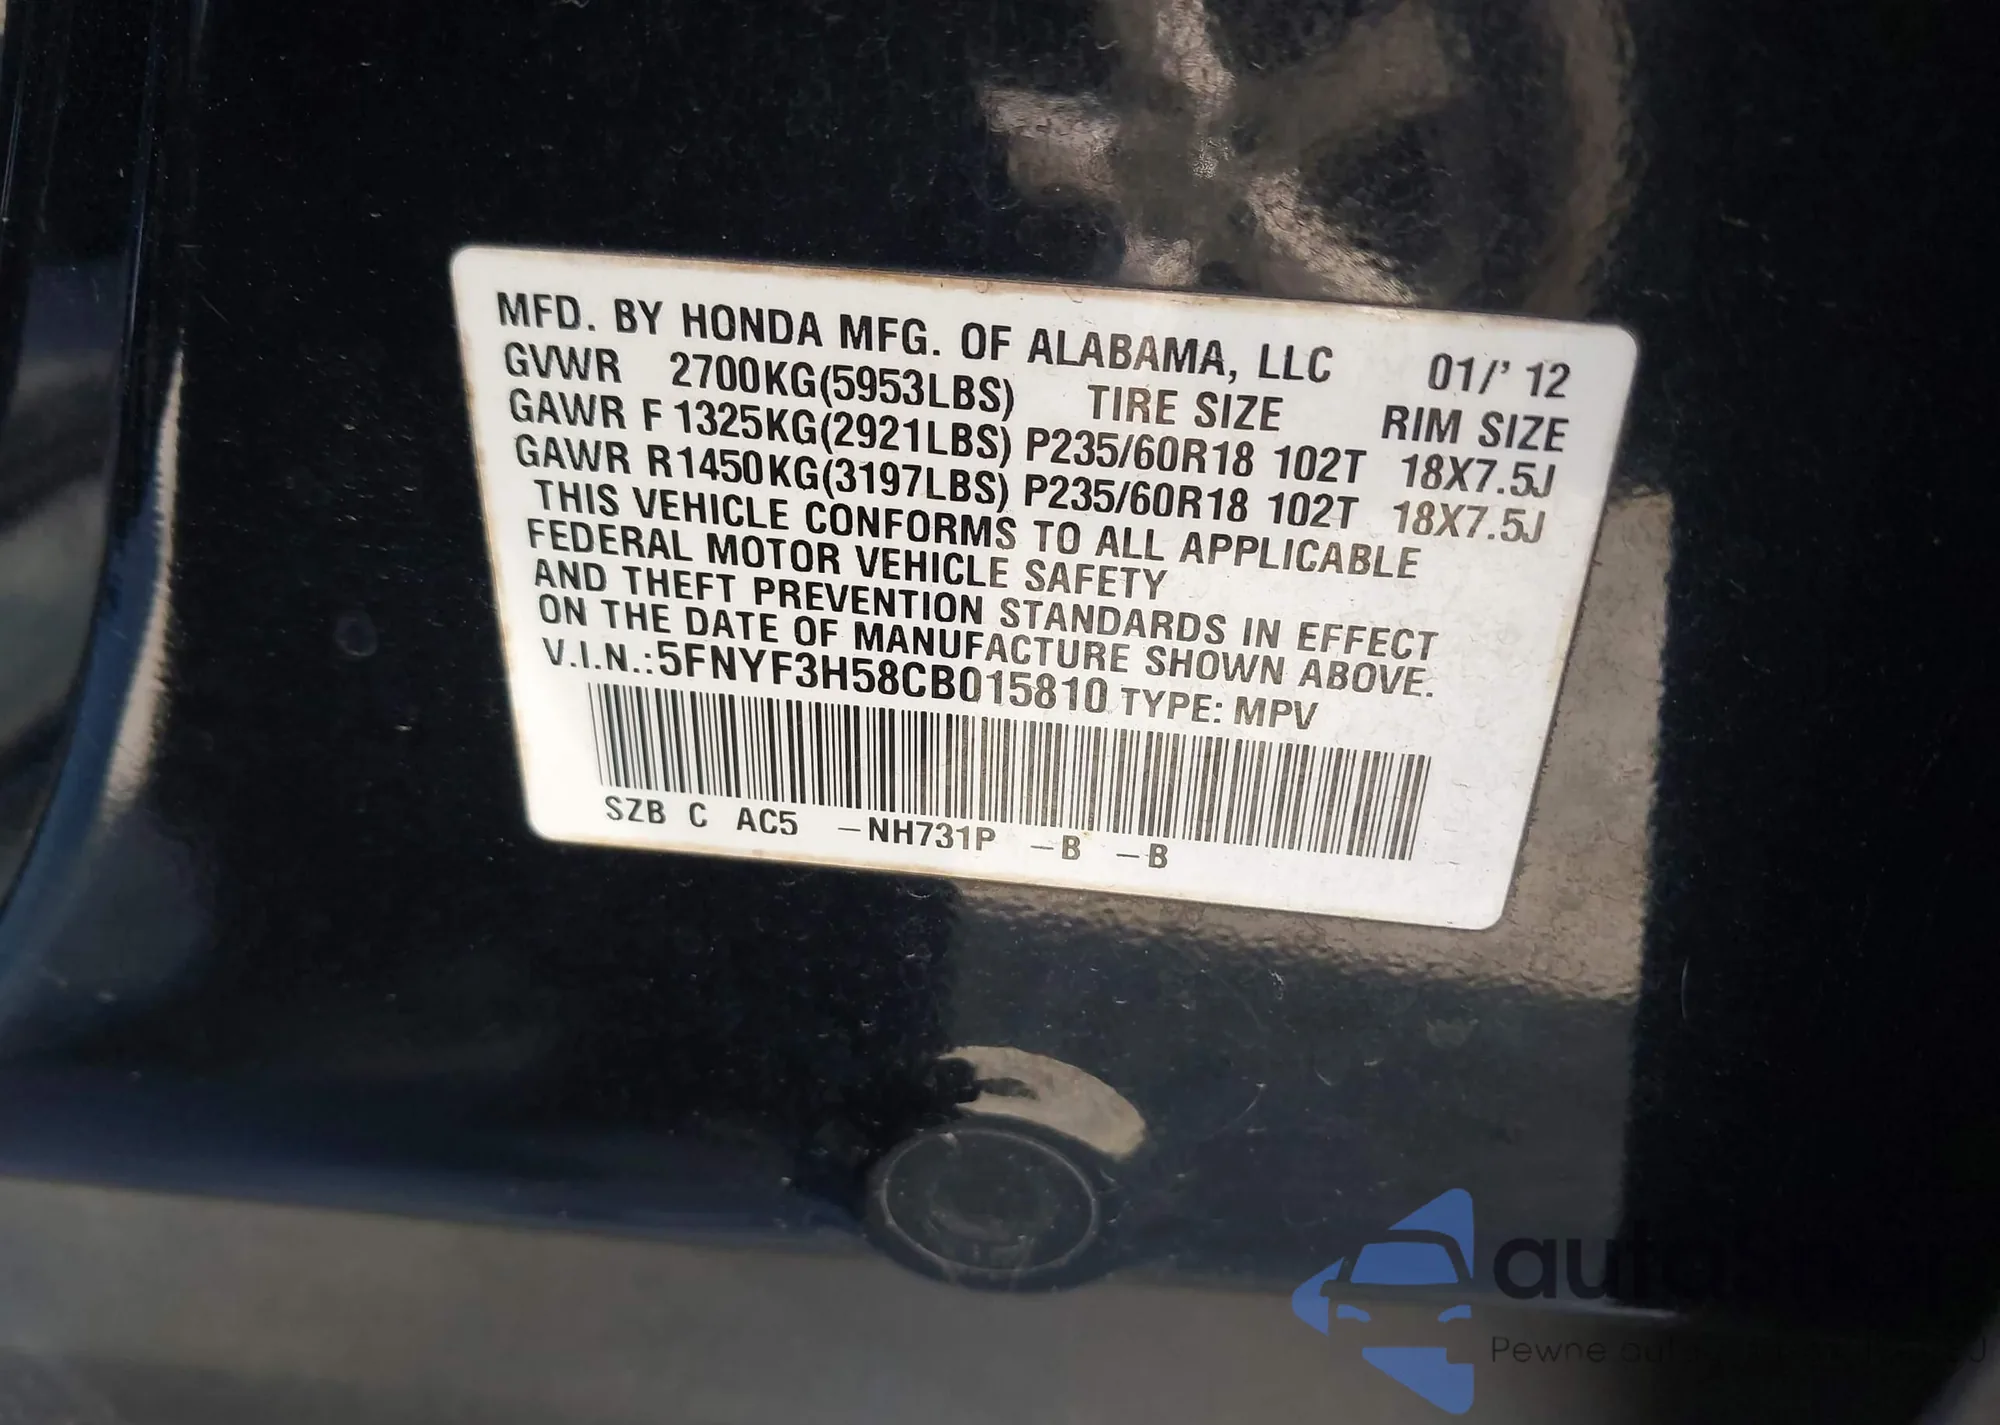 MFD. BY HONDA MFG. OF ALABAMA, LLC 01/' 12
GVWR 2700KG(5953LBS) TIRE SIZE RIM SIZE
GAWR F 1325KG(2921LBS) P235/60R18 102T 18X7.5J
GAWR R1450KG(3197LBS) P235/60R18 102T 18X7.5J
THIS VEHICLE CONFORMS TO ALL APPLICABLE
FEDERAL MOTOR VEHICLE SAFETY
AND THEFT PREVENTION STANDARDS IN EFFECT
ON THE DATE OF MANUFACTURE SHOWN ABOVE.
V.I.N.:5FNYF3H58CB015810 TYPE: MPV
SZB C AC5 -NH731P -B -B
Pewne